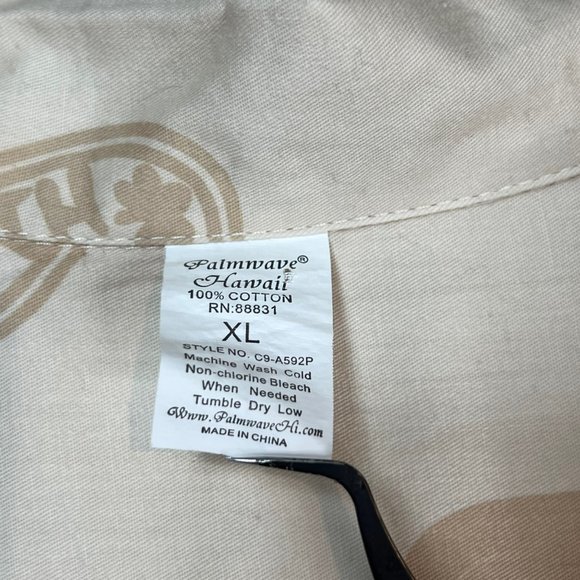 TH
Palmwave®
Hawaii
100% COTTON
RN:88831
XL
STYLE NO. C9-A592P
Machine Wash Cold
Non-chlorine Bleach
When Needed
Tumble Dry Low
Www.PalmwaveHi.com
MADE IN CHINA